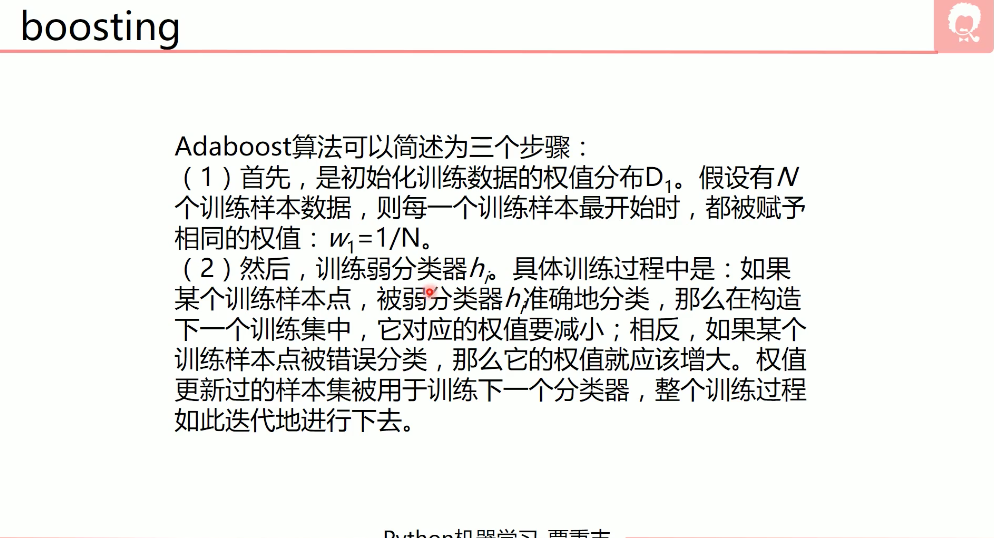 boosting
Adaboost算法可以简述为三个步骤：
（1）首先，是初始化训练数据的权值分布D1。假设有N
个训练样本数据，则每一个训练样本最开始时，都被赋予
相同的权值：w1=1/N。
（2）然后，训练弱分类器hi。具体训练过程中是：如果
某个训练样本点，被弱分类器hi准确地分类，那么在构造
下一个训练集中，它对应的权值要减小；相反，如果某个
训练样本点被错误分类，那么它的权值就应该增大。权值
更新过的样本集被用于训练下一个分类器，整个训练过程
如此迭代地进行下去。
Python机器学习